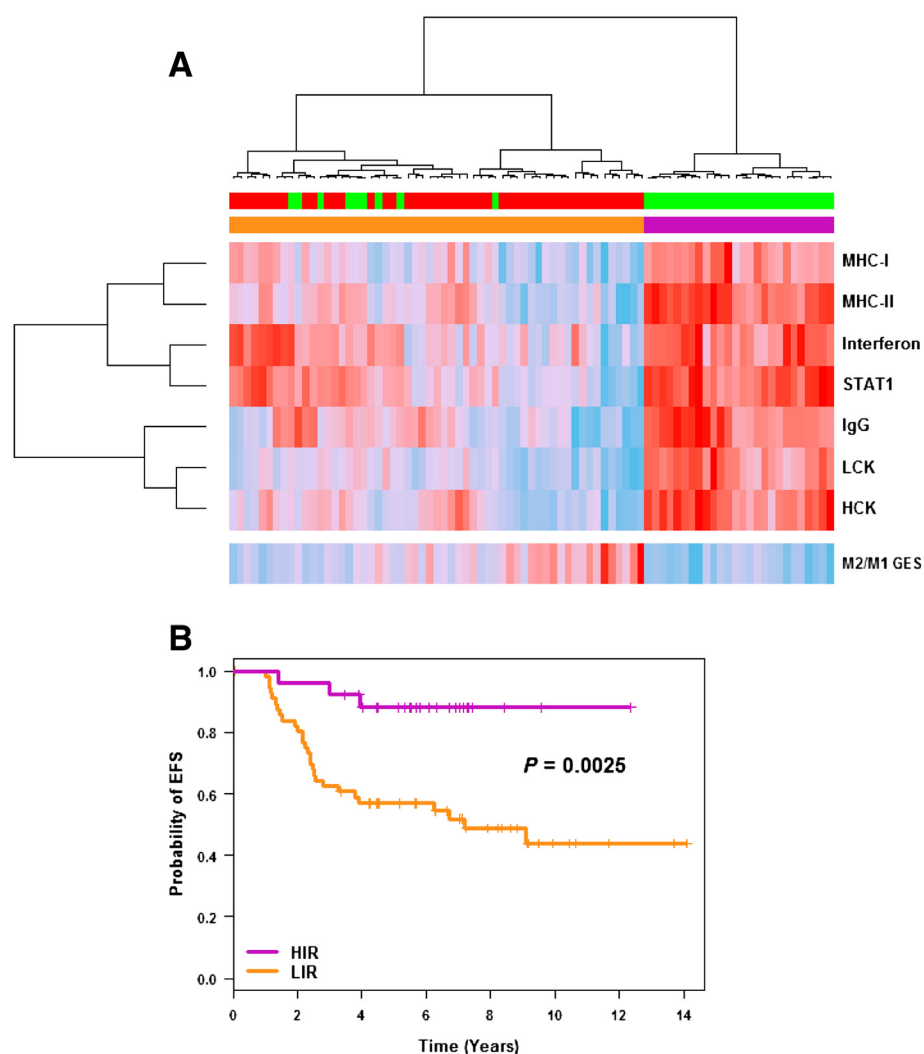 A
MHC-I
MHC-II
Interferon
STAT1
IgG
LCK
HCK
M2/M1 GES
B
1.0
0.8
0.6
0.4
0.2
0.0
Probability of EFS
P = 0.0025
HIR
LIR
0 2 4 6 8 10 12 14
Time (Years)